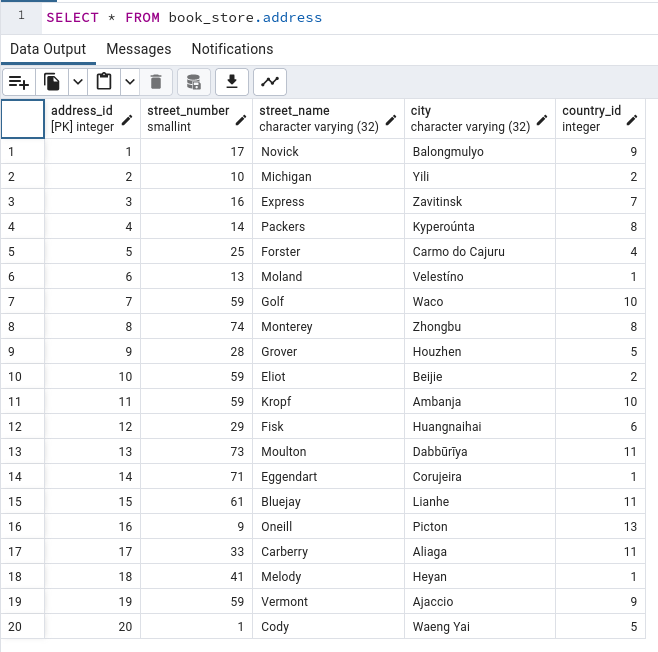 1 SELECT * FROM book_store.address
Data Output Messages Notifications
address_id street_number street_name city country_id
[PK] integer smallint character varying (32) character varying (32) integer
1 1 17 Novick Balongmulyo 9
2 2 10 Michigan Yili 2
3 3 16 Express Zavitinsk 7
4 4 14 Packers Kyperoúnta 8
5 5 25 Forster Carmo do Cajuru 4
6 6 13 Moland Velestíno 1
7 7 59 Golf Waco 10
8 8 74 Monterey Zhongbu 8
9 9 28 Grover Houzhen 5
10 10 59 Eliot Beijie 2
11 11 59 Kropf Ambanja 10
12 12 29 Fisk Huangnaihai 6
13 13 73 Moulton Dabbūrīya 11
14 14 71 Eggendart Corujeira 1
15 15 61 Bluejay Lianhe 11
16 16 9 Oneill Picton 13
17 17 33 Carberry Aliaga 11
18 18 41 Melody Heyan 1
19 19 59 Vermont Ajaccio 9
20 20 1 Cody Waeng Yai 5